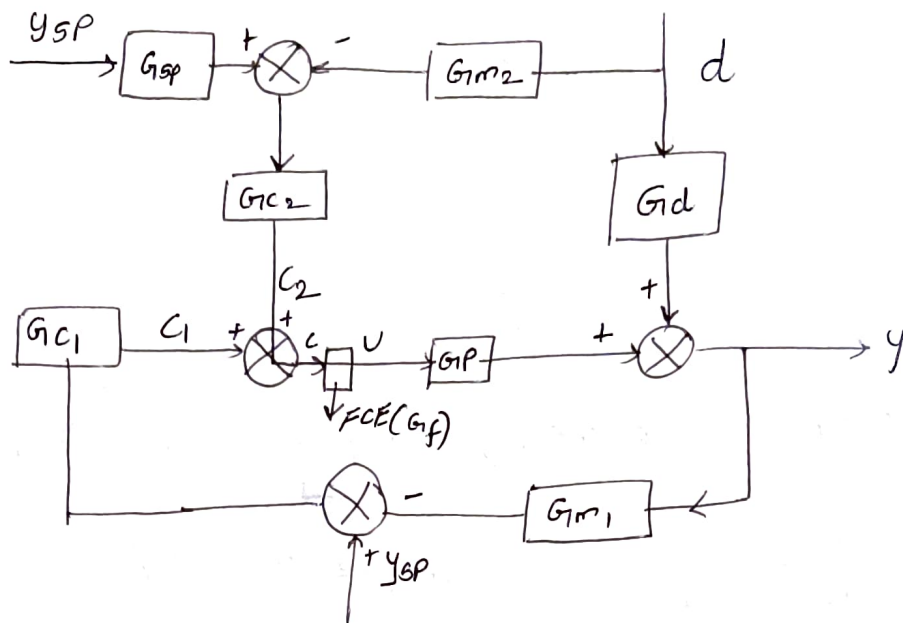 ySP
Gsp
+
-
Gm2
d
Gc2
Gd
C2
+
Gc1
C1
+
+
C
U
GP
+
y
FCE(Gf)
-
Gm1
+ ySP